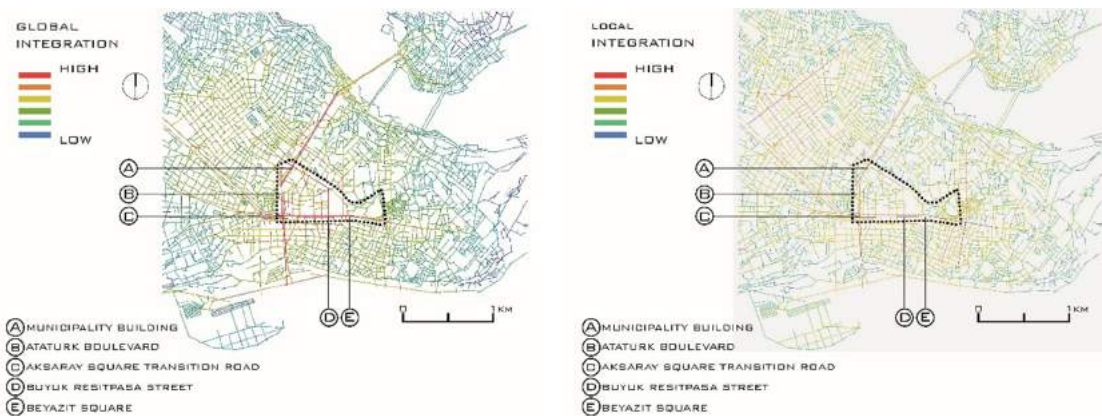 GLOBAL
INTEGRATION
HIGH
LOW
A
B
C
D E
1 KM
A MUNICIPALITY BUILDING
B ATATURK BOULEVARD
C AKSARAY SQUARE TRANSITION ROAD
D BUYUK RESITPASA STREET
E BEYAZIT SQUARE
LOCAL
INTEGRATION
HIGH
LOW
A
B
C
D E
1 KM
A MUNICIPALITY BUILDING
B ATATURK BOULEVARD
C AKSARAY SQUARE TRANSITION ROAD
D BUYUK RESITPASA STREET
E BEYAZIT SQUARE